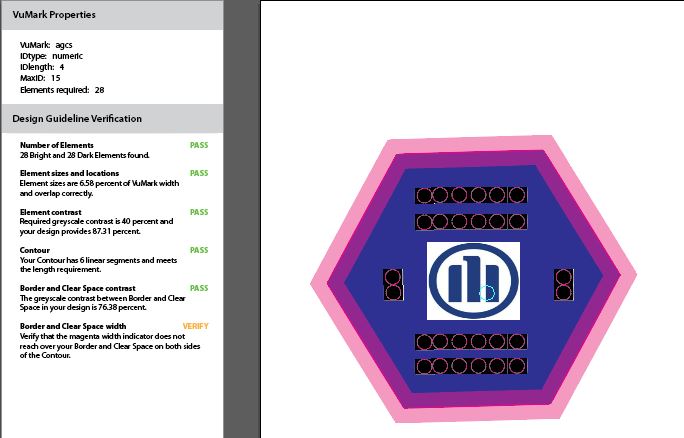 VuMark Properties
VuMark: agcs
IDtype: numeric
IDlength: 4
MaxID: 15
Elements required: 28
Design Guideline Verification
Number of Elements PASS
28 Bright and 28 Dark Elements found.
Element sizes and locations PASS
Element sizes are 6.58 percent of VuMark width
and overlap correctly.
Element contrast PASS
Required greyscale contrast is 40 percent and
your design provides 87.31 percent.
Contour PASS
Your Contour has 6 linear segments and meets
the length requirement.
Border and Clear Space contrast PASS
The greyscale contrast between Border and Clear
Space in your design is 76.38 percent.
Border and Clear Space width VERIFY
Verify that the magenta width indicator does not
reach over your Border and Clear Space on both sides
of the Contour.